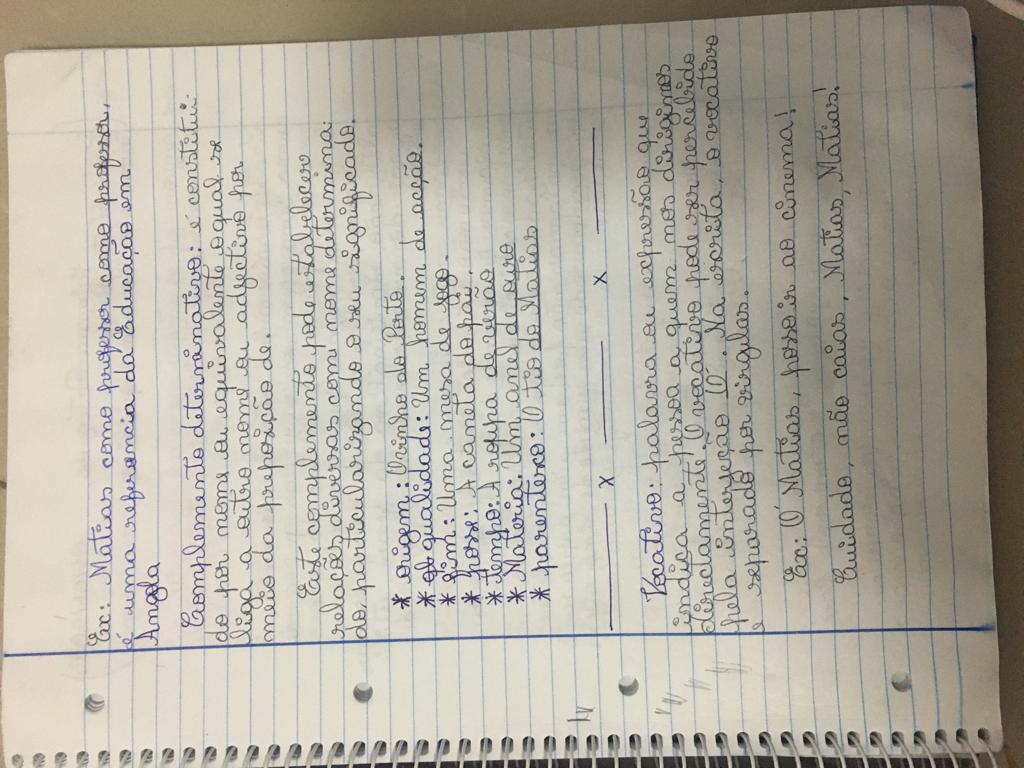 Ex: Matias como professor como professor,
é uma referencia da Educação em
Angola
Complemento determinativo: é constitui-
do por nome ou equivalente o qual se
liga a outro nome ou adjectivo por
meio da preposição de.
Este complemento pode estabelecer
relações diversas com nome determina-
do, particularizando o seu significado.
* origem: O vinho do Porto.
* qualidade: Um homem de acção.
* fim: Uma mesa de jogo.
* posse: A caneta do pai.
* tempo: A roupa de verão
* Materia: Um anel de ouro
* parentesco: O tio do Matias
x x
Vocativo: palavra ou expressão que
indica a pessoa a quem nos dirigimos
directamente. O vocativo pode ser percebido
pela interjeição Ó. Na escrita, o vocativo
é separado por virgulas.
Ex: Ó Matias, posso ir ao cinema!
Cuidado, não caias, Matias, Matias!